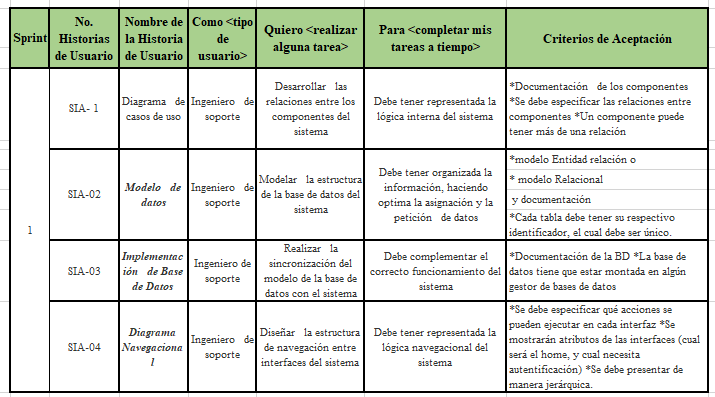 Sprint
No.
Historias
de Usuario
Nombre de
la Historia
de Usuario
Como <tipo
de
usuario>
Quiero <realizar
alguna tarea>
Para <completar mis
tareas a tiempo>
Criterios de Aceptación
1
SIA- 1
Diagrama de
casos de uso
Ingeniero de
soporte
Desarrollar las
relaciones entre los
componentes del
sistema
Debe tener representada la
lógica interna del sistema
*Documentación de los componentes
*Se debe especificar las relaciones entre
componentes *Un componente puede
tener más de una relación
SIA-02
Modelo de
datos
Ingeniero de
soporte
Modelar la estructura
de la base de datos del
sistema
Debe tener organizada la
información, haciendo
optima la asignación y la
petición de datos
*modelo Entidad relación o
* modelo Relacional
y documentación
*Cada tabla debe tener su respectivo
identificador, el cual debe ser único.
SIA-03
Implementac
ión de Base
de Datos
Ingeniero de
soporte
Realizar la
sincronización del
modelo de la base de
datos con el sistema
Debe complementar el
correcto funcionamiento del
sistema
*Documentación de la BD *La base de
datos tiene que estar montada en algún
gestor de bases de datos
SIA-04
Diagrama
Navegaciona
l
Ingeniero de
soporte
Diseñar la estructura
de navegación entre
interfaces del sistema
Debe tener representada la
lógica navegacional del
sistema
*Se debe especificar qué acciones se
pueden ejecutar en cada interfaz *Se
mostrarán atributos de las interfaces (cual
será el home, y cual necesita
autentificación) *Se debe presentar de
manera jerárquica.